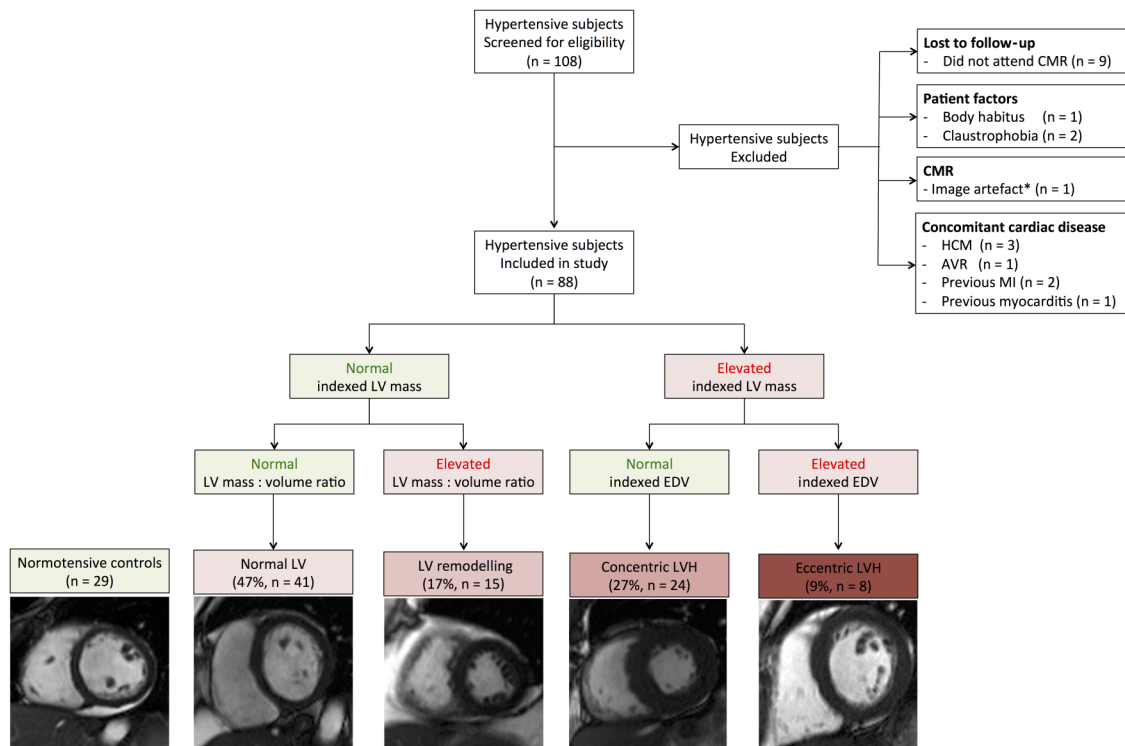 Hypertensive subjects
Screened for eligibility
(n = 108)
Lost to follow-up
- Did not attend CMR (n = 9)
Patient factors
- Body habitus (n = 1)
- Claustrophobia (n = 2)
Hypertensive subjects
Excluded
CMR
- Image artefact* (n = 1)
Concomitant cardiac disease
- HCM (n = 3)
- AVR (n = 1)
- Previous MI (n = 2)
- Previous myocarditis (n = 1)
Hypertensive subjects
Included in study
(n = 88)
Normal
indexed LV mass
Elevated
indexed LV mass
Normal
LV mass : volume ratio
Elevated
LV mass : volume ratio
Normal
indexed EDV
Elevated
indexed EDV
Normotensive controls
(n = 29)
Normal LV
(47%, n = 41)
LV remodelling
(17%, n = 15)
Concentric LVH
(27%, n = 24)
Eccentric LVH
(9%, n = 8)